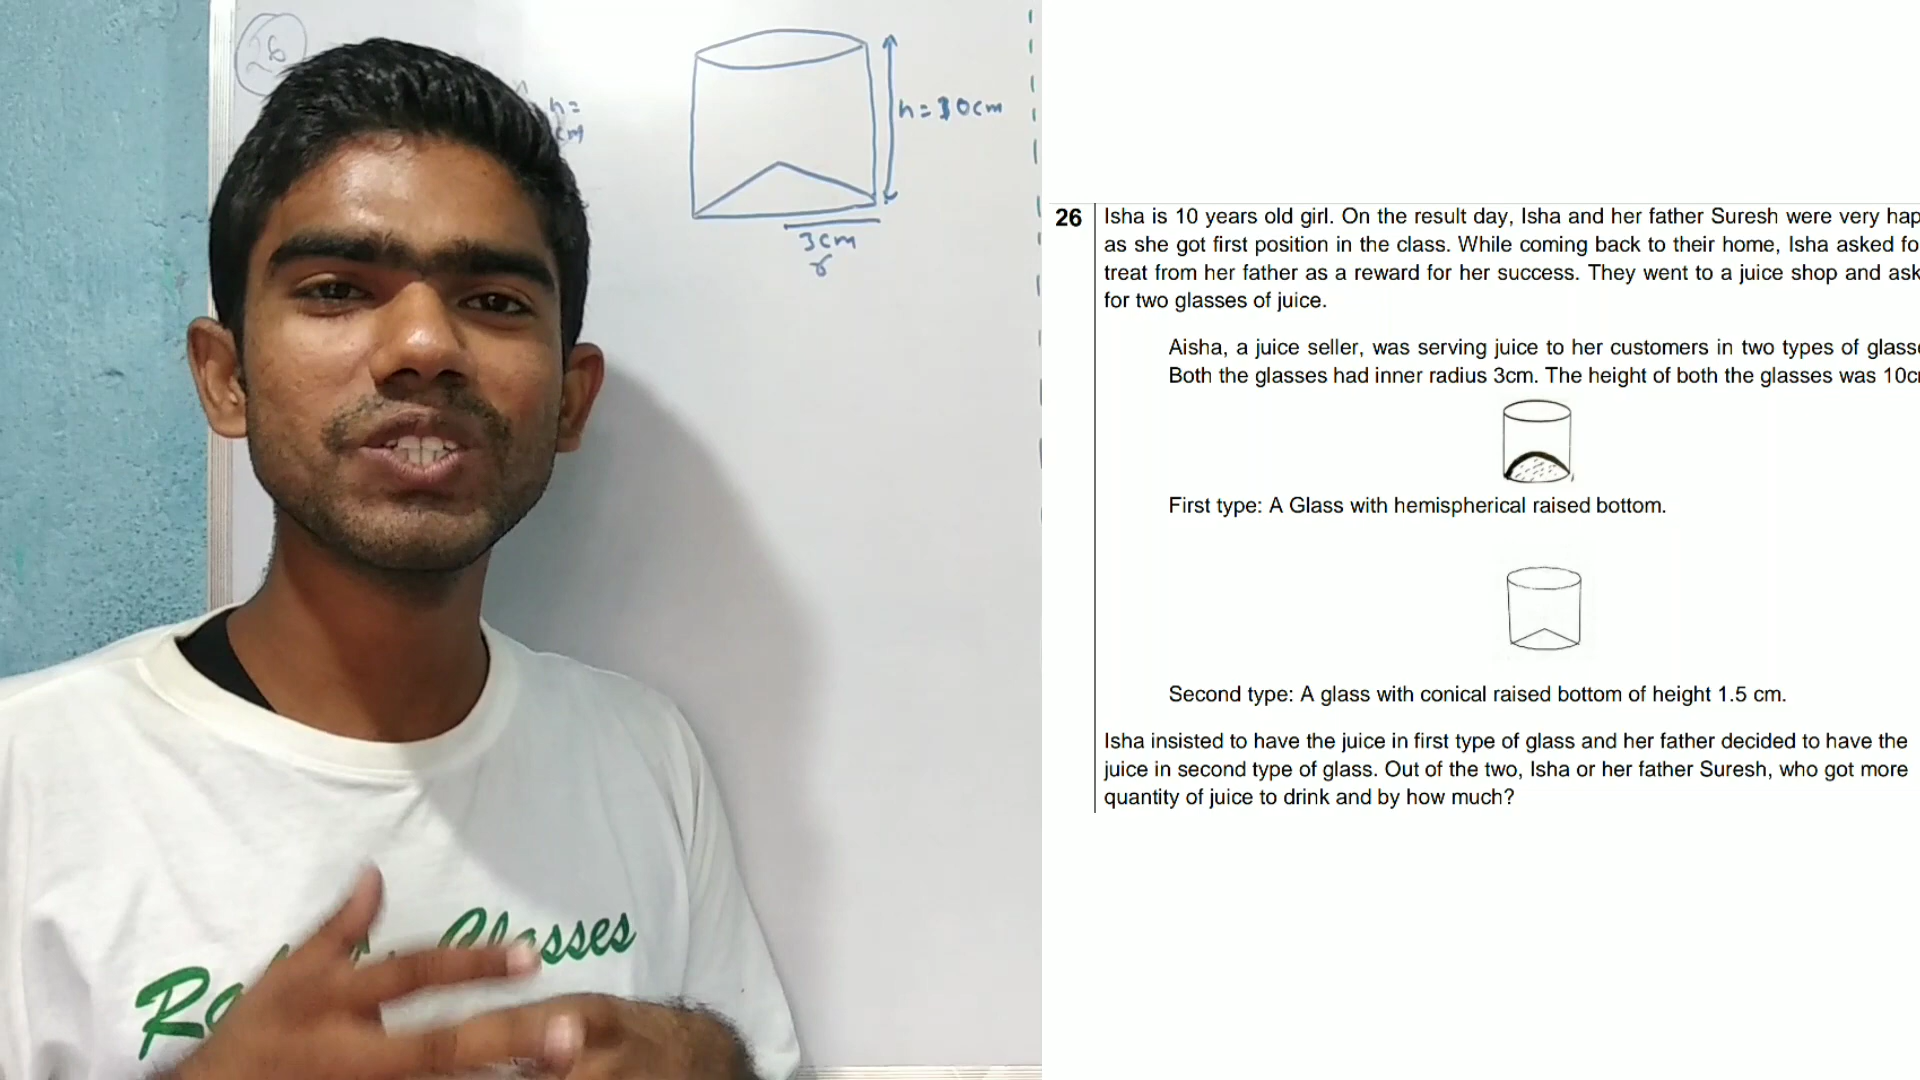 26
h=
cm
h=10cm
3cm
r
Classes
26 Isha is 10 years old girl. On the result day, Isha and her father Suresh were very hap
as she got first position in the class. While coming back to their home, Isha asked fo
treat from her father as a reward for her success. They went to a juice shop and ask
for two glasses of juice.
Aisha, a juice seller, was serving juice to her customers in two types of glass
Both the glasses had inner radius 3cm. The height of both the glasses was 10c
First type: A Glass with hemispherical raised bottom.
Second type: A glass with conical raised bottom of height 1.5 cm.
Isha insisted to have the juice in first type of glass and her father decided to have the
juice in second type of glass. Out of the two, Isha or her father Suresh, who got more
quantity of juice to drink and by how much?